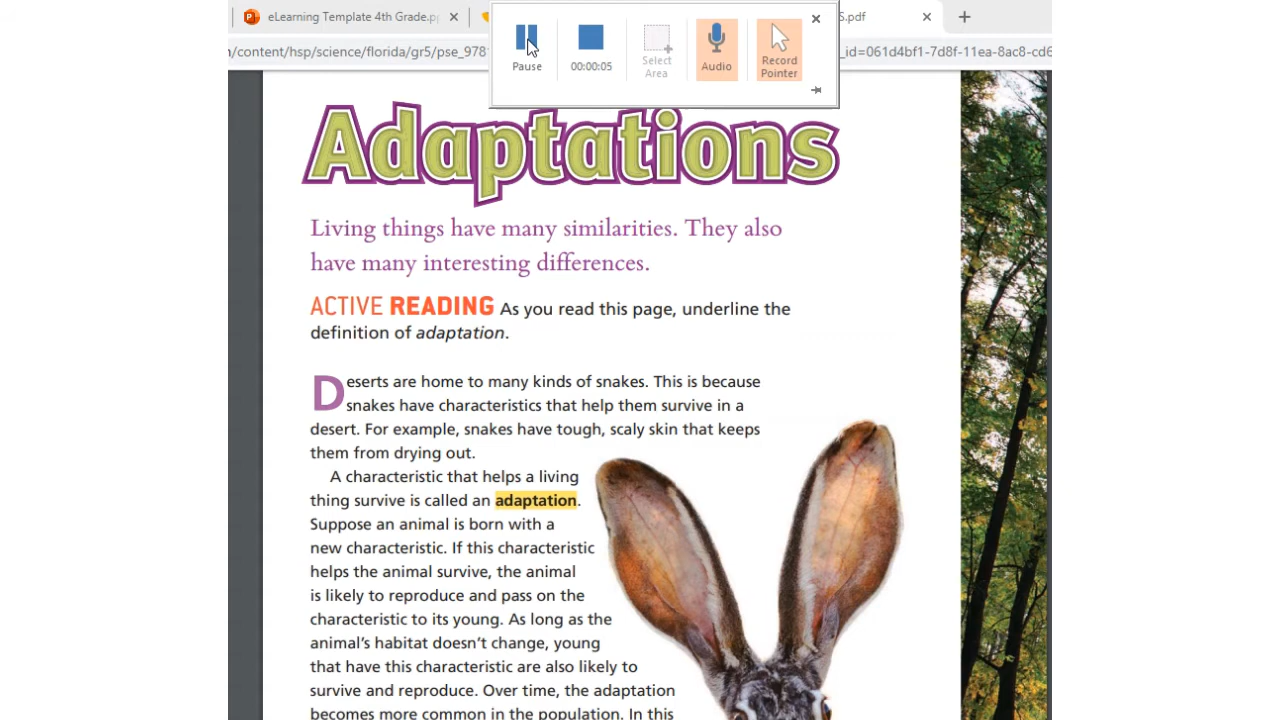 eLearning Template 4th Grade.pp
S.pdf
n/content/hsp/science/florida/gr5/pse_9781
_id=061d4bf1-7d8f-11ea-8ac8-cd6
Pause
00:00:05
Select
Area
Audio
Record
Pointer
Adaptations
Living things have many similarities. They also
have many interesting differences.
ACTIVE READING As you read this page, underline the
definition of adaptation.
Deserts are home to many kinds of snakes. This is because
snakes have characteristics that help them survive in a
desert. For example, snakes have tough, scaly skin that keeps
them from drying out.
A characteristic that helps a living
thing survive is called an adaptation.
Suppose an animal is born with a
new characteristic. If this characteristic
helps the animal survive, the animal
is likely to reproduce and pass on the
characteristic to its young. As long as the
animal's habitat doesn't change, young
that have this characteristic are also likely to
survive and reproduce. Over time, the adaptation
becomes more common in the population. In this